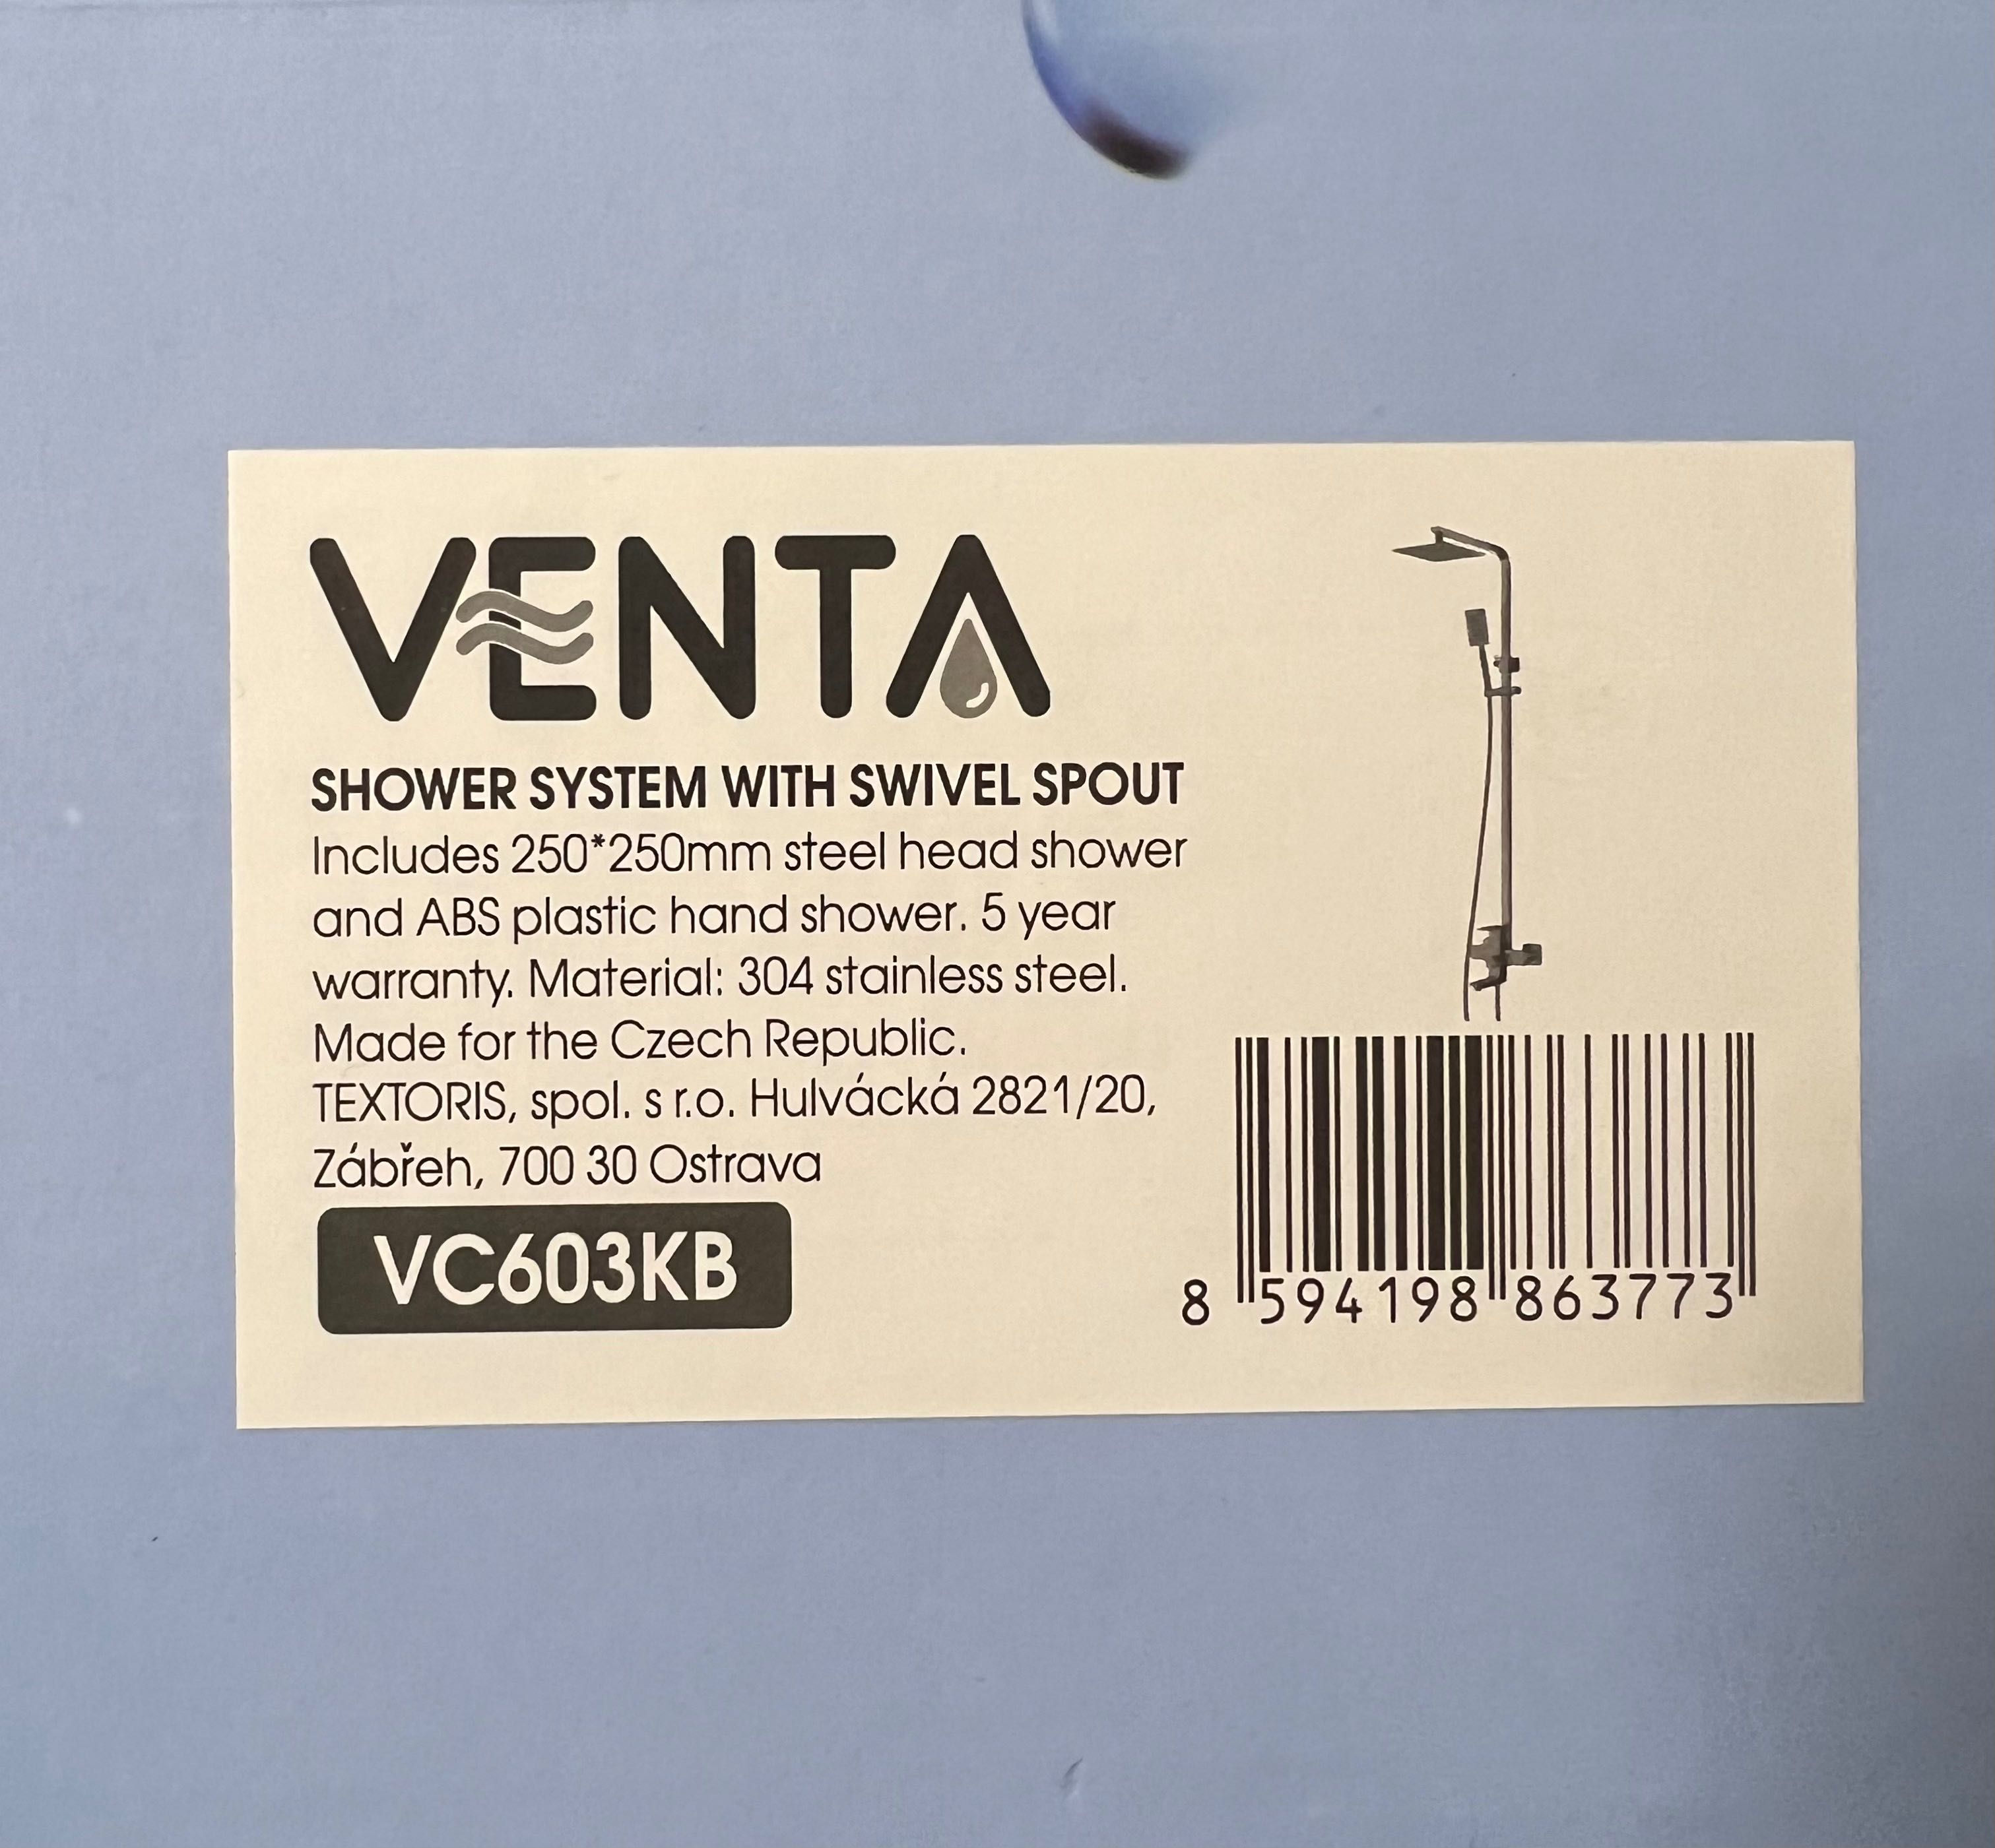 VENTA
SHOWER SYSTEM WITH SWIVEL SPOUT
Includes 250*250mm steel head shower
and ABS plastic hand shower. 5 year
warranty. Material: 304 stainless steel.
Made for the Czech Republic.
TEXTORIS, spol. s r.o. Hulvácká 2821/20,
Zábřeh, 700 30 Ostrava
VC603KB
8 594198 863773